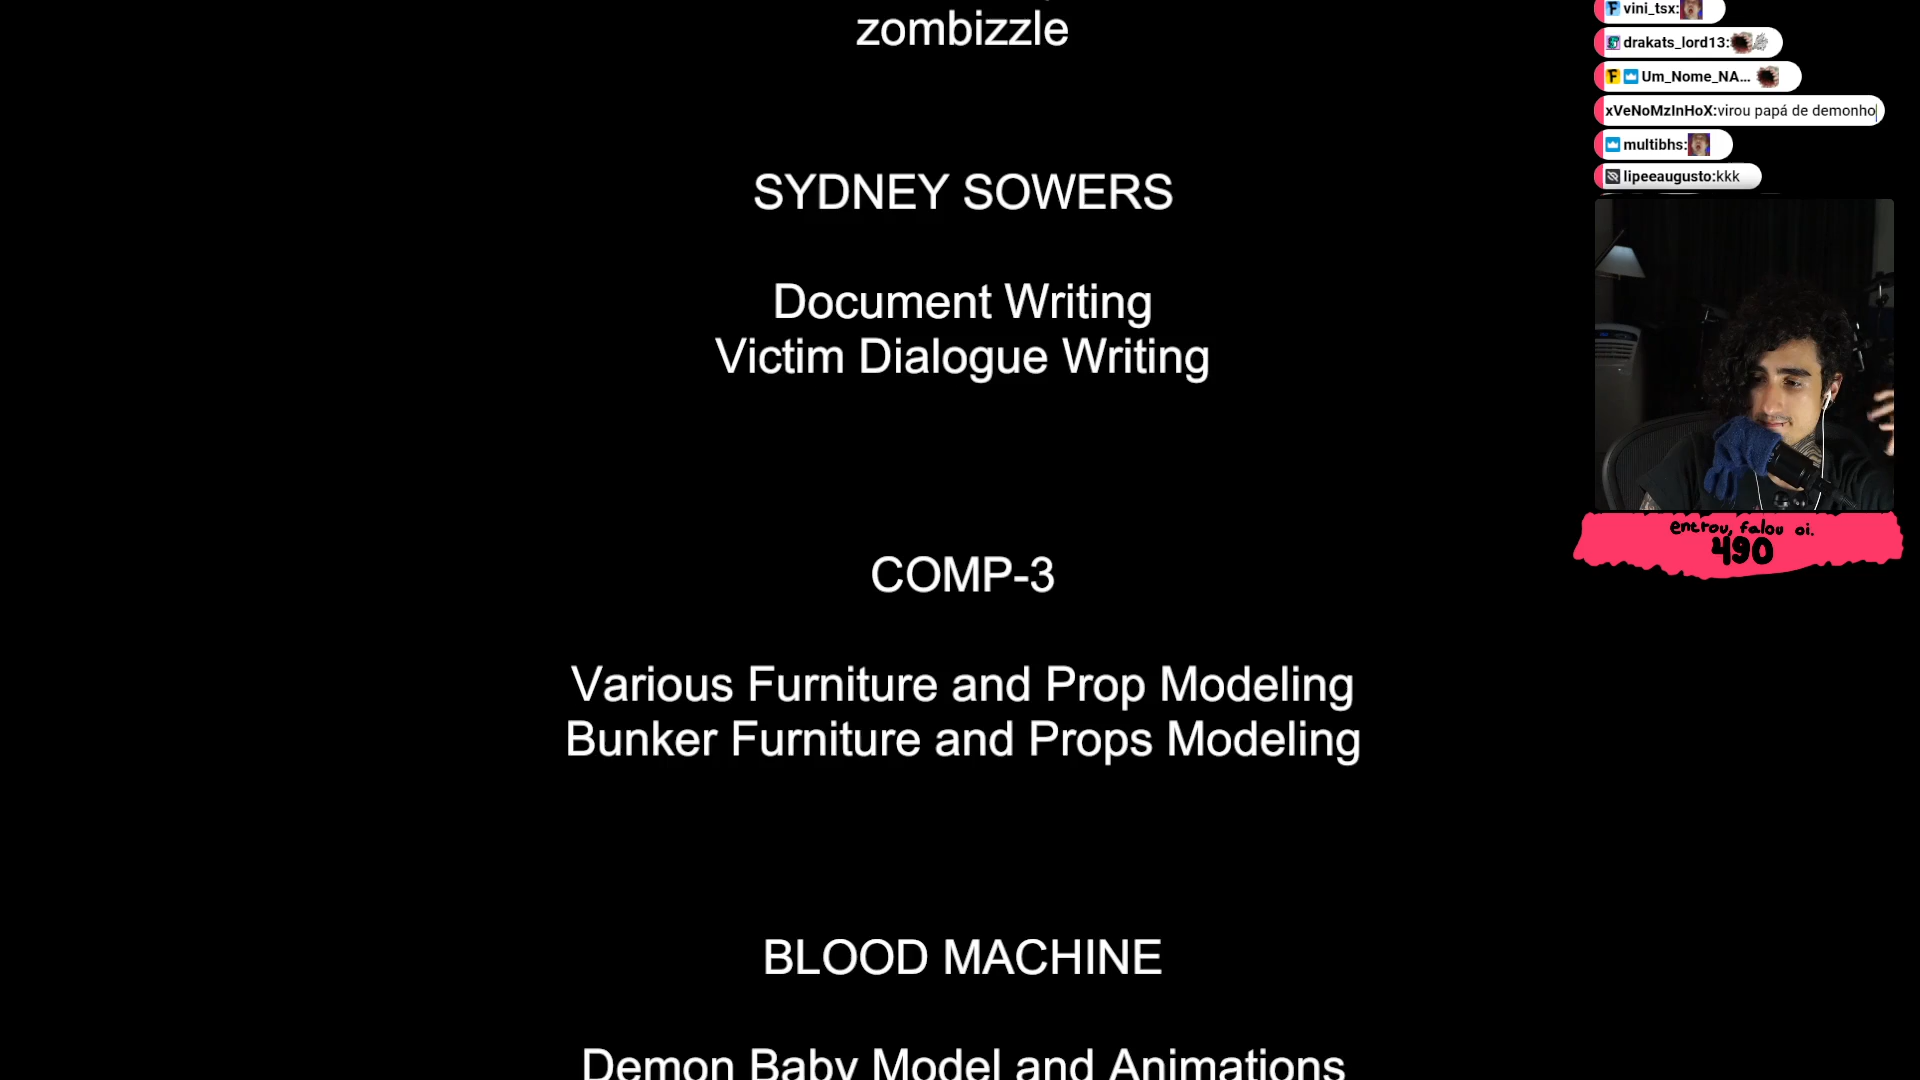 zombizzle
SYDNEY SOWERS
Document Writing
Victim Dialogue Writing
COMP-3
Various Furniture and Prop Modeling
Bunker Furniture and Props Modeling
BLOOD MACHINE
Demon Baby Model and Animations
vini_tsx:
drakats_lord13:
Um_Nome_NA...
xVeNoMzInHoX:virou papá de demonho
multibhs:
lipeeaugusto:kkk
entrou, falou oi.
490